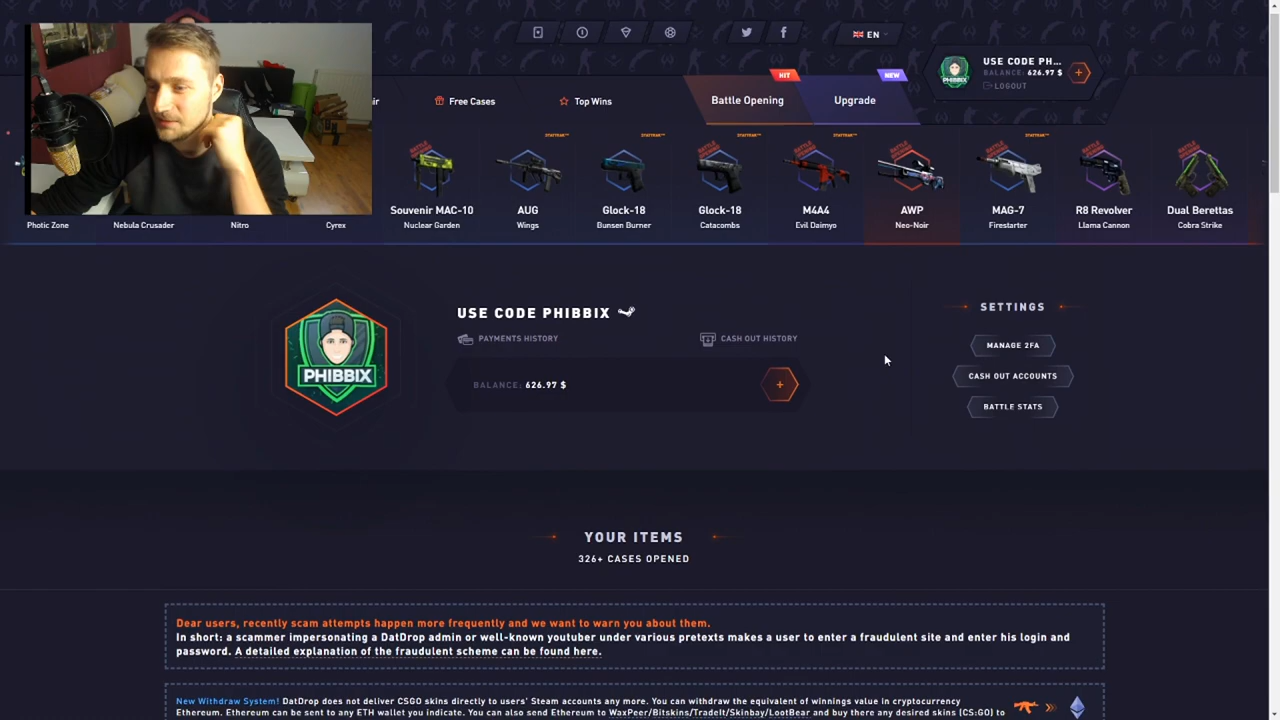 EN
USE CODE PH...
BALANCE: 626.97 $
LOGOUT
HIT
NEW
Free Cases
Top Wins
Battle Opening
Upgrade
STATTRAK™
STATTRAK™
STATTRAK™
STATTRAK™
STATTRAK™
Photic Zone
Nebula Crusader
Nitro
Cyrex
Souvenir MAC-10
Nuclear Garden
AUG
Wings
Glock-18
Bunsen Burner
Glock-18
Catacombs
M4A4
Evil Daimyo
AWP
Neo-Noir
MAG-7
Firestarter
R8 Revolver
Llama Cannon
Dual Berettas
Cobra Strike
PHIBBIX
USE CODE PHIBBIX
PAYMENTS HISTORY
CASH OUT HISTORY
BALANCE: 626.97 $
SETTINGS
MANAGE 2FA
CASH OUT ACCOUNTS
BATTLE STATS
YOUR ITEMS
326+ CASES OPENED
Dear users, recently scam attempts happen more frequently and we want to warn you about them.
In short: a scammer impersonating a DatDrop admin or well-known youtuber under various pretexts makes a user to enter a fraudulent site and enter his login and
password. A detailed explanation of the fraudulent scheme can be found here.
New Withdraw System! DatDrop does not deliver CSGO skins directly to users' Steam accounts any more. You can withdraw the equivalent of winnings value in cryptocurrency
Ethereum. Ethereum can be sent to any ETH wallet you indicate. You can also send Ethereum to WaxPeer/Bitskins/TradeIt/Skinbay/LootBear and buy there any desired skins (CS:GO) to